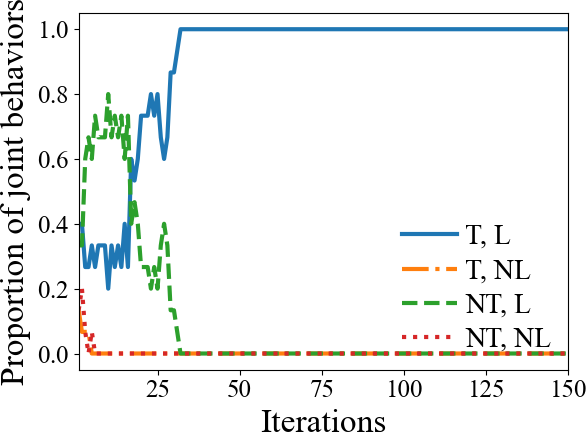 Proportion of joint behaviors
1.0
0.8
0.6
0.4
0.2
0.0
T, L
T, NL
NT, L
NT, NL
25 50 75 100 125 150
Iterations